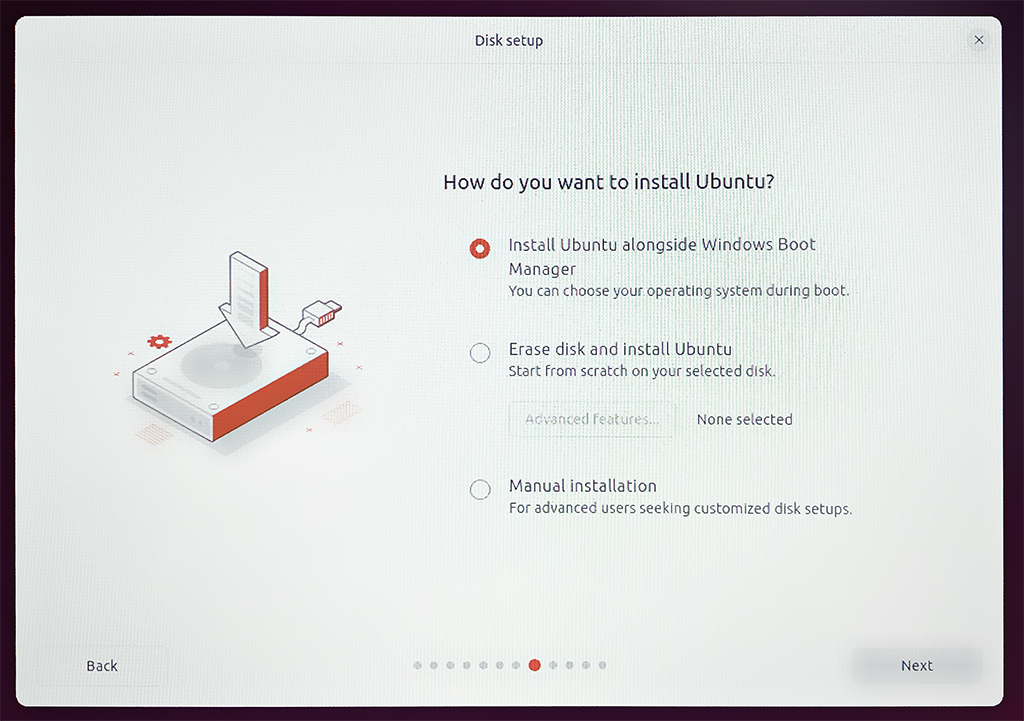 Disk setup
How do you want to install Ubuntu?
Install Ubuntu alongside Windows Boot
Manager
You can choose your operating system during boot.
Erase disk and install Ubuntu
Start from scratch on your selected disk.
Advanced features... None selected
Manual installation
For advanced users seeking customized disk setups.
Back Next